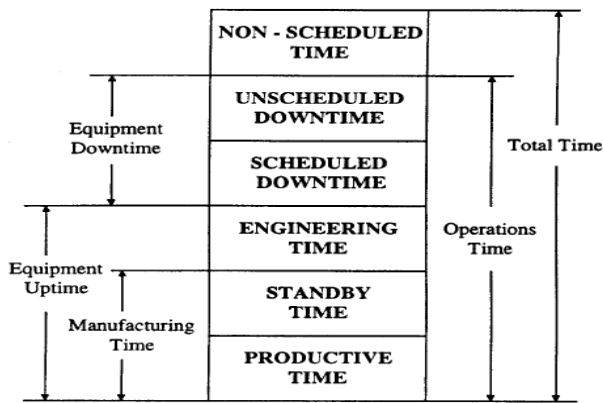 NON - SCHEDULED
TIME
UNSCHEDULED
DOWNTIME
Equipment
Downtime
Total Time
SCHEDULED
DOWNTIME
ENGINEERING
TIME
Operations
Time
Equipment
Uptime
STANDBY
TIME
Manufacturing
Time
PRODUCTIVE
TIME